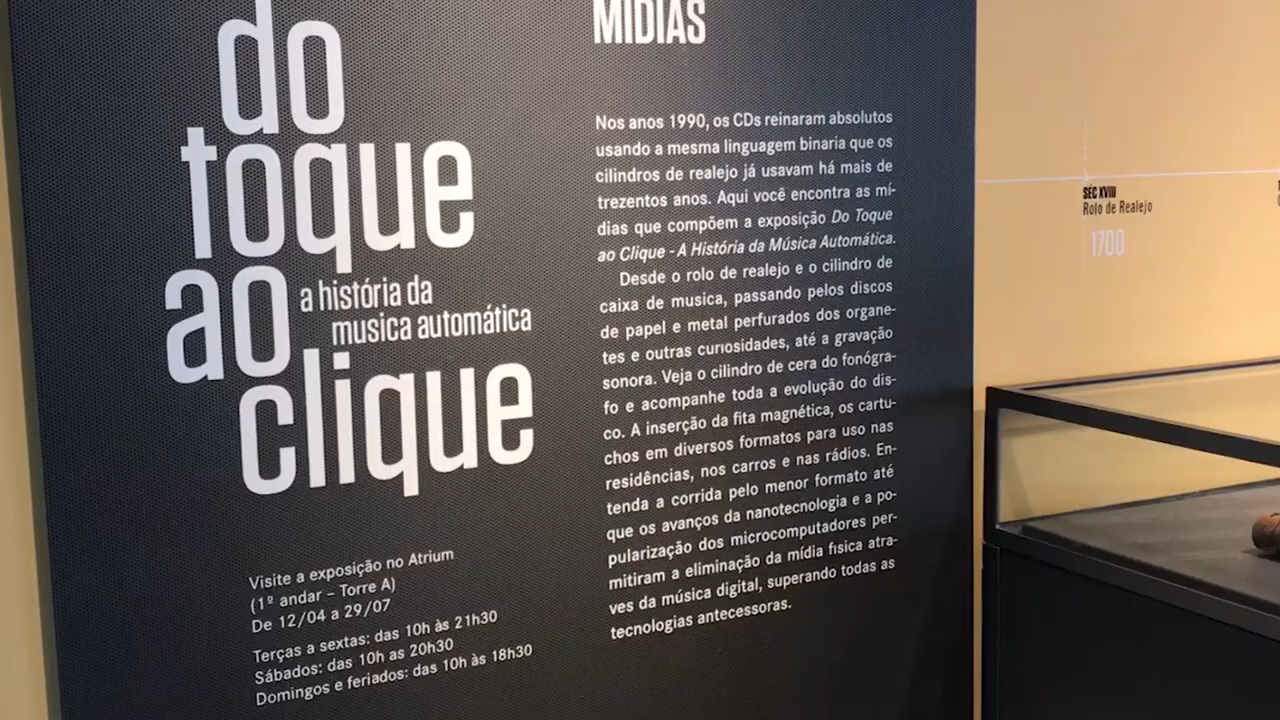 do
toque
ao
a história da
musica automática
clique
Visite a exposição no Atrium
(1º andar – Torre A)
De 12/04 a 29/07
Terças a sextas: das 10h às 21h30
Sábados: das 10h as 20h30
Domingos e feriados: das 10h às 18h30
MÍDIAS
Nos anos 1990, os CDs reinaram absolutos
usando a mesma linguagem binaria que os
cilindros de realejo já usavam há mais de
trezentos anos. Aqui você encontra as mí-
dias que compõem a exposição Do Toque
ao Clique - A História da Música Automática.
Desde o rolo de realejo e o cilindro de
caixa de musica, passando pelos discos
de papel e metal perfurados dos organe-
tes e outras curiosidades, até a gravação
sonora. Veja o cilindro de cera do fonógra-
fo e acompanhe toda a evolução do dis-
co. A inserção da fita magnética, os cartu-
chos em diversos formatos para uso nas
residências, nos carros e nas rádios. En-
tenda a corrida pelo menor formato até
que os avanços da nanotecnologia e a po-
pularização dos microcomputadores per-
mitiram a eliminação da mídia fisica atra-
ves da música digital, superando todas as
tecnologias antecessoras.
SÉC XVIII
Rolo de Realejo
1700